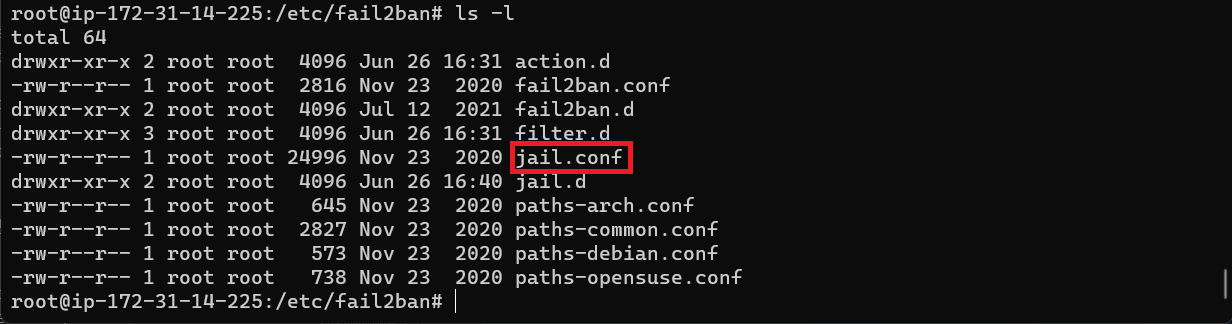 root@ip-172-31-14-225:/etc/fail2ban# ls -l
total 64
drwxr-xr-x 2 root root  4096 Jun 26 16:31 action.d
-rw-r--r-- 1 root root  2816 Nov 23  2020 fail2ban.conf
drwxr-xr-x 2 root root  4096 Jul 12  2021 fail2ban.d
drwxr-xr-x 3 root root  4096 Jun 26 16:31 filter.d
-rw-r--r-- 1 root root 24996 Nov 23  2020 jail.conf
drwxr-xr-x 2 root root  4096 Jun 26 16:40 jail.d
-rw-r--r-- 1 root root   645 Nov 23  2020 paths-arch.conf
-rw-r--r-- 1 root root  2827 Nov 23  2020 paths-common.conf
-rw-r--r-- 1 root root   573 Nov 23  2020 paths-debian.conf
-rw-r--r-- 1 root root   738 Nov 23  2020 paths-opensuse.conf
root@ip-172-31-14-225:/etc/fail2ban#